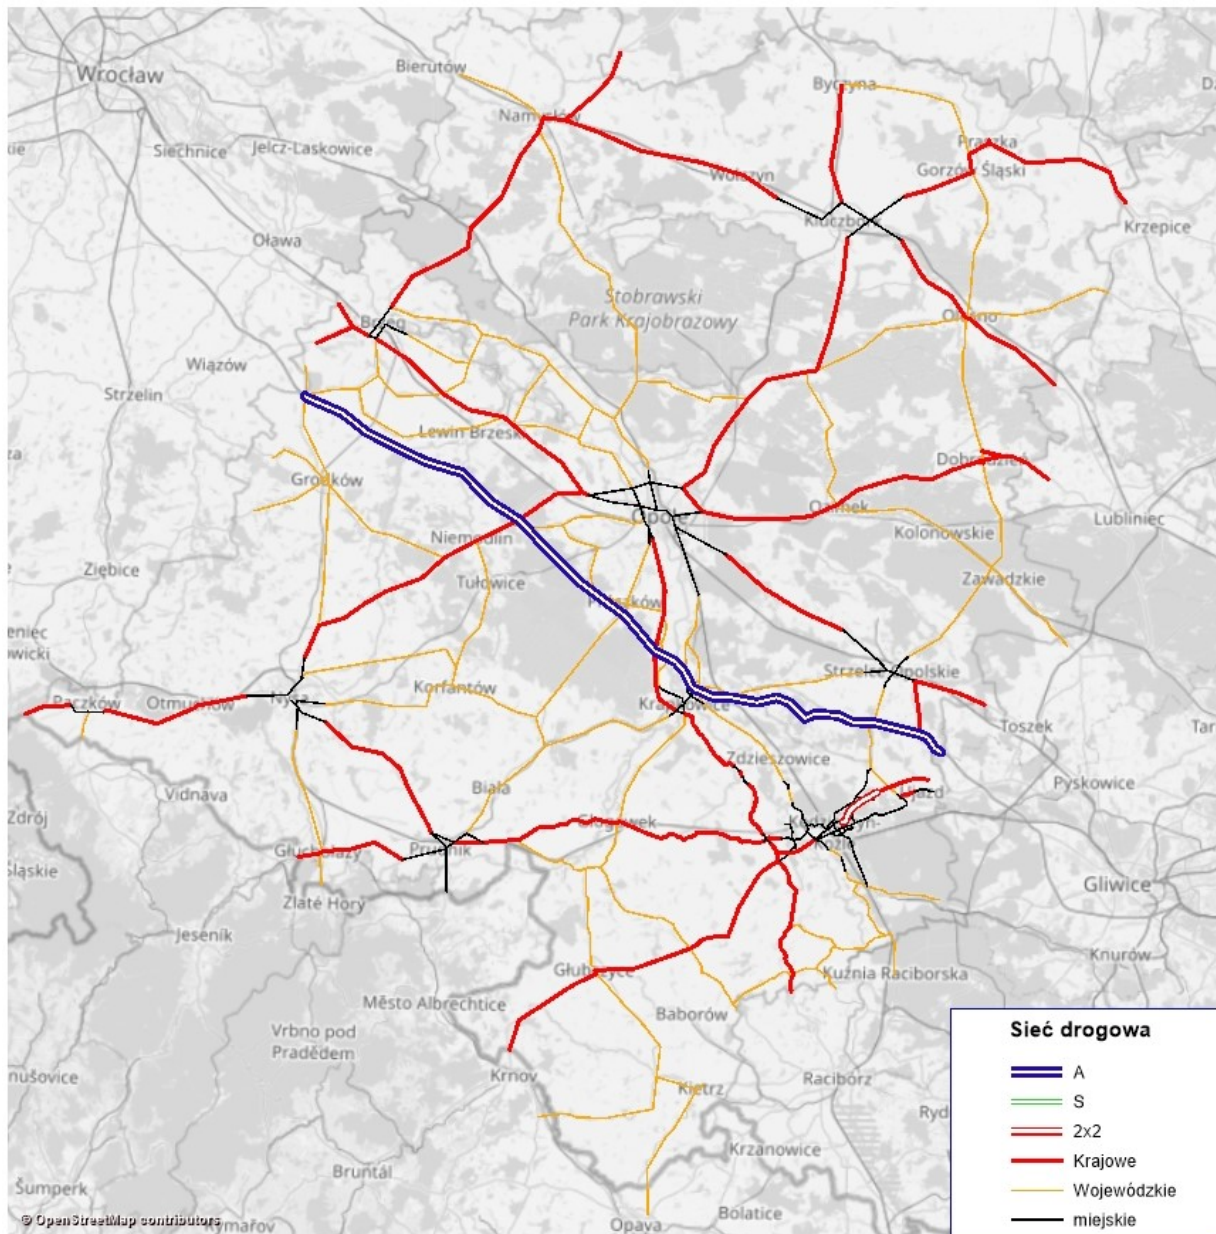 Wrocław
Bierutów
Byczyna
Namysłów
Siechnice
Jelcz-Laskowice
Praszka
Gorzów Śląski
Wołczyn
Kluczbork
Krzepice
Oława
Stobrawski
Park Krajobrazowy
Brzeg
Olesno
Wiązów
Strzelin
Lewin Brzeski
Dobrodzień
Grodków
Opole
Ozimek
Lubliniec
Niemodlin
Kolonowskie
Ziębice
Tułowice
Zawadzkie
Prószków
Strzelce Opolskie
Korfantów
Paczków
Otmuchów
Nysa
Krapkowice
Toszek
Zdzieszowice
Pyskowice
Vidnava
Biała
Ujazd
Zdrój
Głogówek
Kędzierzyn-
Koźle
Głuchołazy
Prudnik
Gliwice
Zlaté Hory
Jeseník
Knurów
Głubczyce
Kuźnia Raciborska
Město Albrechtice
Baborów
Vrbno pod
Pradědem
Krnov
Kietrz
Racibórz
Krzanowice
Bruntál
Šumperk
Bolatice
Opava
© OpenStreetMap contributors
Sieć drogowa
A
S
2x2
Krajowe
Wojewódzkie
miejskie